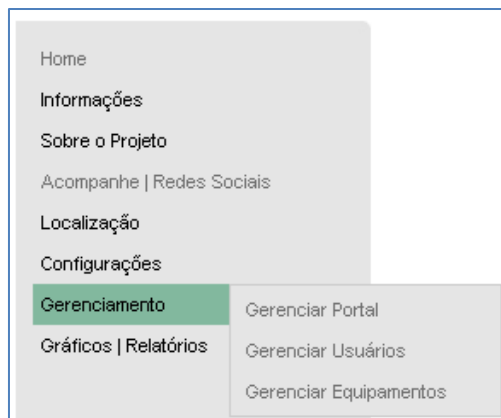 Home
Informações
Sobre o Projeto
Acompanhe | Redes Sociais
Localização
Configurações
Gerenciamento
Gerenciar Portal
Gráficos | Relatórios
Gerenciar Usuários
Gerenciar Equipamentos